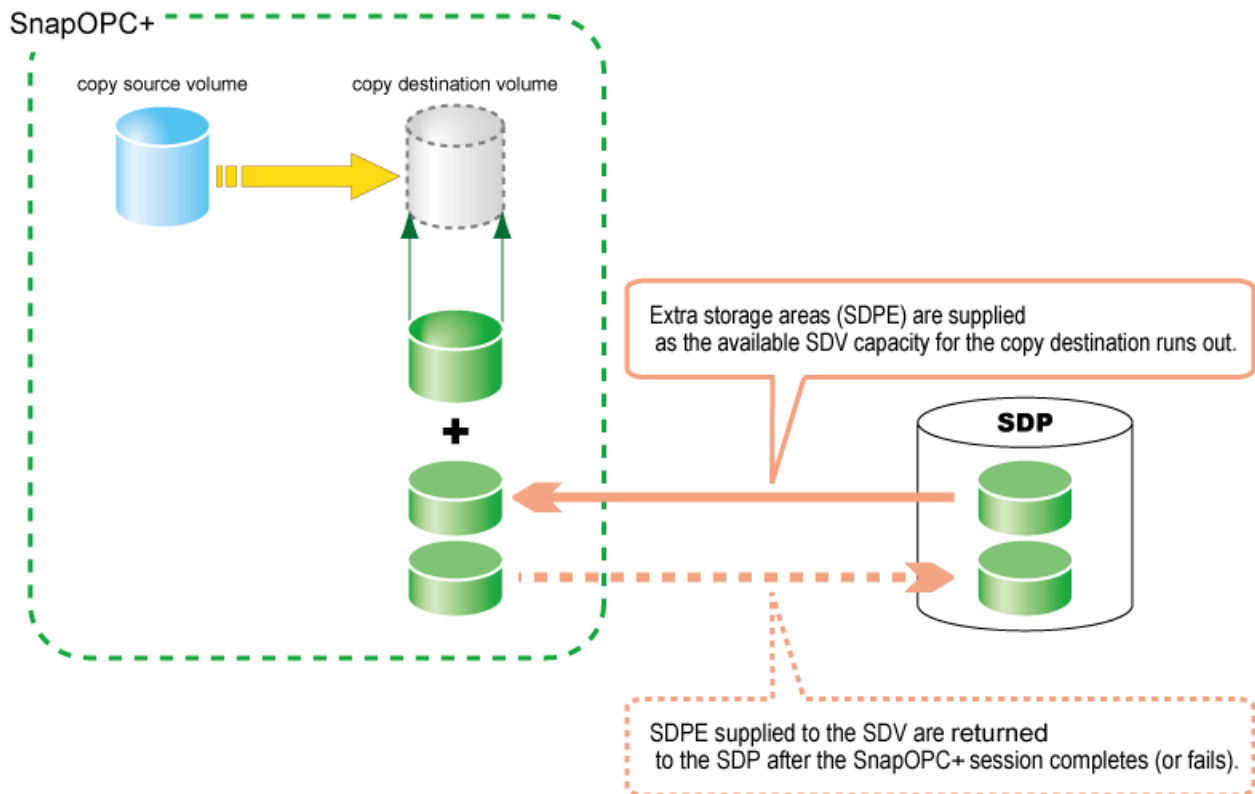 SnapOPC+
copy source volume
copy destination volume
Extra storage areas (SDPE) are supplied
as the available SDV capacity for the copy destination runs out.
SDP
SDPE supplied to the SDV are returned
to the SDP after the SnapOPC+ session completes (or fails).